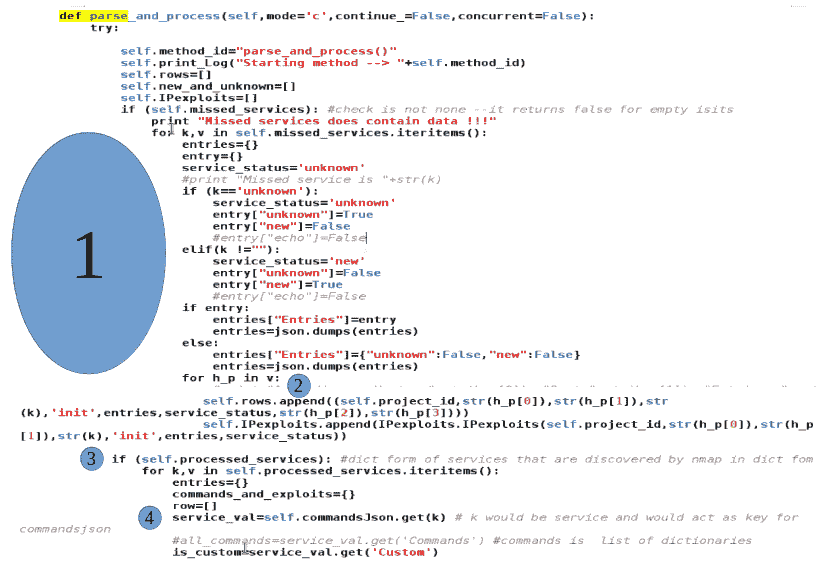 def parse_and_process(self,mode='c',continue_=False,concurrent=False):
try:
self.method_id="parse_and_process()"
self.print_Log("Starting method --> "+self.method_id)
self.rows=[]
self.new_and_unknown=[]
self.IPexploits=[]
if (self.missed_services): #check is not none --it returns false for empty isits
print "Missed services does contain data !!!"
for k,v in self.missed_services.iteritems():
entries={}
entry={}
service_status='unknown'
#print "Missed service is "+str(k)
if (k=='unknown'):
service_status='unknown'
entry["unknown"]=True
entry["new"]=False
#entry["echo"]=False
elif(k !=""):
service_status='new'
entry["unknown"]=False
entry["new"]=True
#entry["echo"]=False
if entry:
entries["Entries"]=entry
entries=json.dumps(entries)
else:
entries["Entries"]={"unknown":False,"new":False}
entries=json.dumps(entries)
for h_p in v:
1
2
self.rows.append((self.project_id,str(h_p[0]),str(h_p[1]),str
(k),'init',entries,service_status,str(h_p[2]),str(h_p[3])))
self.IPexploits.append(IPexploits.IPexploits(self.project_id,str(h_p[0]),str(h_p
[1]),str(k),'init',entries,service_status))
3 if (self.processed_services): #dict form of services that are discovered by nmap in dict fom
for k,v in self.processed_services.iteritems():
entries={}
commands_and_exploits={}
row=[]
4 service_val=self.commandsJson.get(k) # k would be service and would act as key for
commandsjson
#all_commands=service_val.get('Commands') #commands is list of dictionaries
is_custom=service_val.get('Custom')